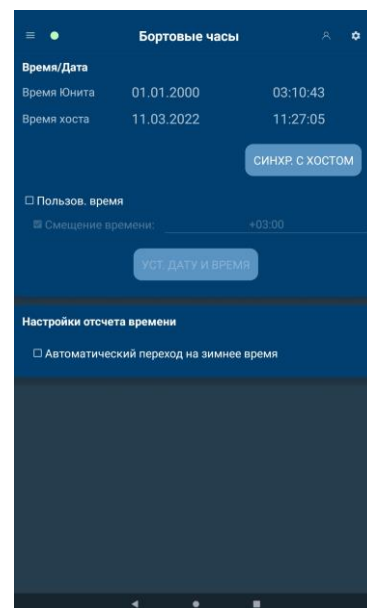 Бортовые часы
Время/Дата
Время Юнита 01.01.2000 03:10:43
Время хоста 11.03.2022 11:27:05
СИНХР. С ХОСТОМ
Пользов. время
Смещение времени: +03:00
УСТ. ДАТУ И ВРЕМЯ
Настройки отсчета времени
Автоматический переход на зимнее время